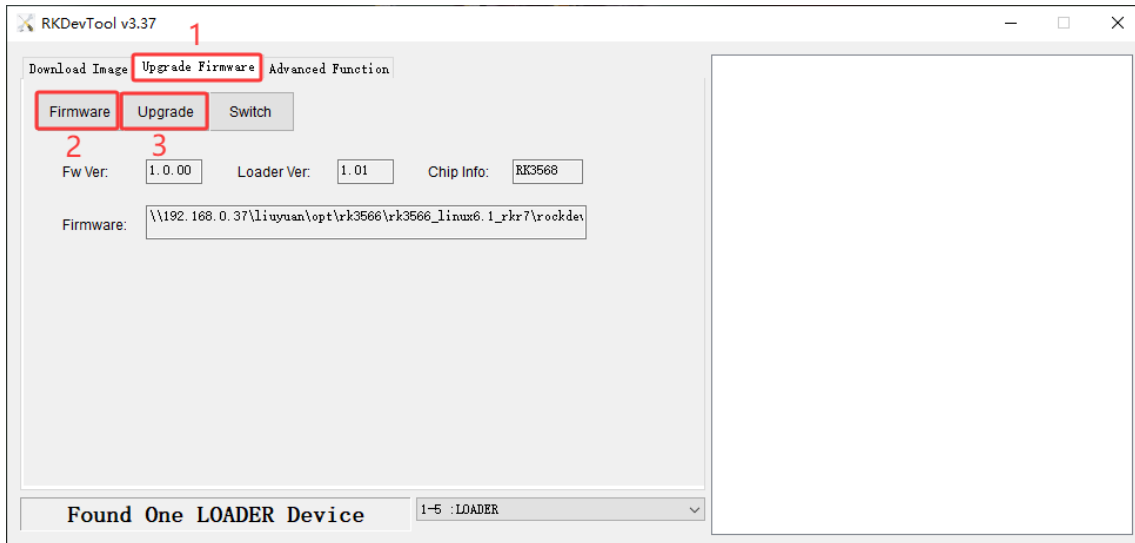 RKDevTool v3.37
1
Download Image Upgrade Firmware Advanced Function
Firmware Upgrade Switch
2 3
Fw Ver: 1.0.00 Loader Ver: 1.01 Chip Info: RK3568
Firmware: \\192.168.0.37\liuyuan\opt\rk3566\rk3566_linux6.1_rkr7\rockdev
Found One LOADER Device 1-5 :LOADER